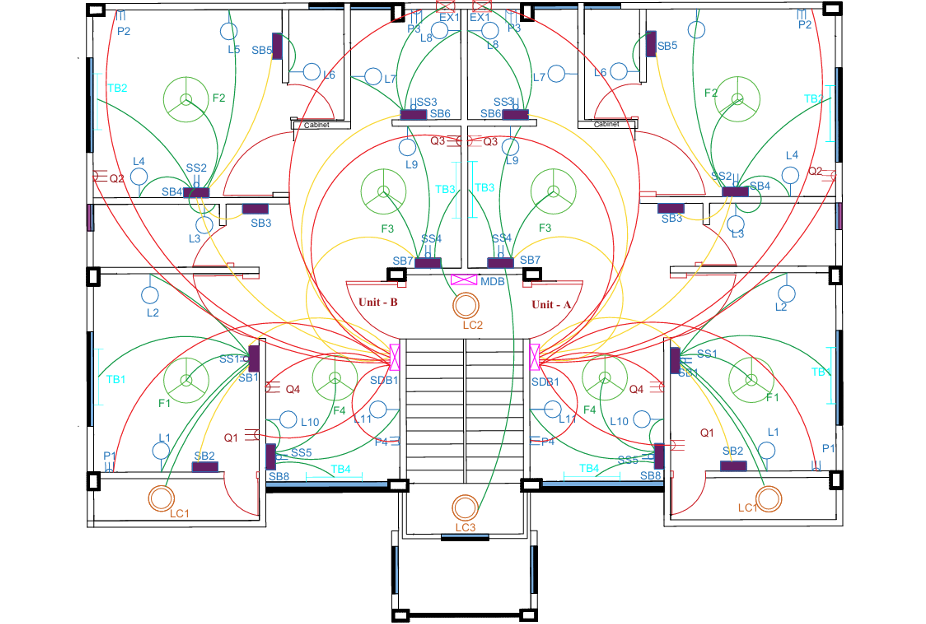 P2
L5
SB5
L6
L7
P3
L8
EX1
EX1
L8
P3
L7
L6
SB5
P2
TB2
F2
SS3
SB6
SS3
SB6
F2
TB2
Cabinet
Cabinet
Q3
Q3
L4
SS2
Q2
SB4
L9
TB3
TB3
L9
SS2
SB4
L4
Q2
L3
SB3
F3
SS4
SB7
SS4
SB7
F3
SB3
L3
MDB
Unit - B
Unit - A
LC2
L2
L2
SS1
SB1
TB1
F1
SDB1
SDB1
SS1
SB1
TB1
F1
Q4
F4
L10
L11
P4
P4
L11
F4
L10
Q4
Q1
L1
P1
SB2
SS5
SB8
TB4
TB4
SS5
SB8
Q1
SB2
L1
P1
LC1
LC3
LC1